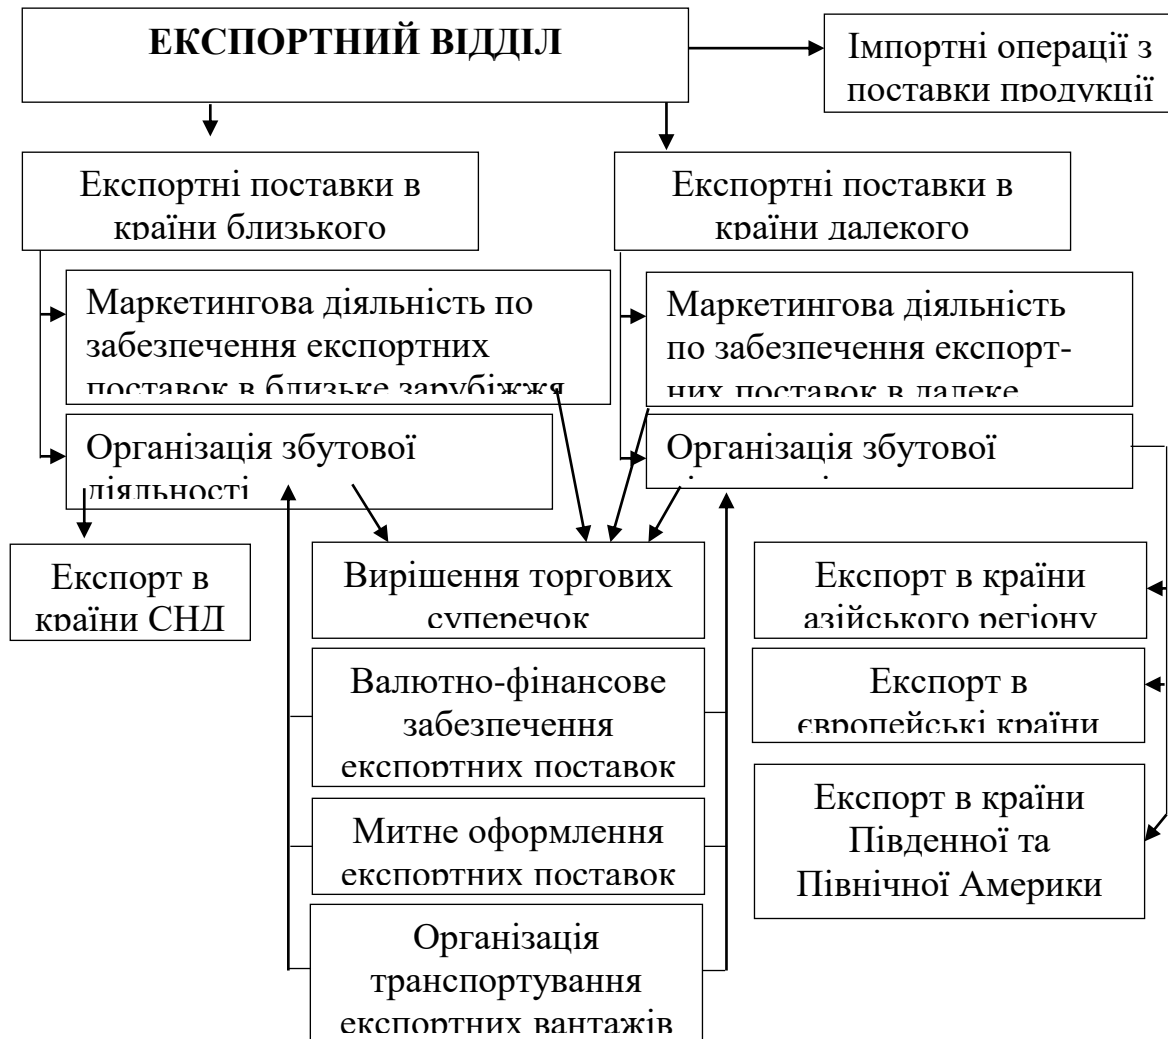 ЕКСПОРТНИЙ ВІДДІЛ
Імпортні операції з
поставки продукції
Експортні поставки в
країни близького
Експортні поставки в
країни далекого
Маркетингова діяльність по
забезпечення експортних
поставок в близьке зарубіжжя
Маркетингова діяльність
по забезпечення експорт-
них поставок в далеке
Організація збутової
діяльності
Організація збутової
Експорт в
країни СНД
Вирішення торгових
суперечок
Експорт в країни
азійського регіону
Валютно-фінансове
забезпечення
експортних поставок
Експорт в
європейські країни
Митне оформлення
експортних поставок
Експорт в країни
Південної та
Північної Америки
Організація
транспортування
експортних вантажів